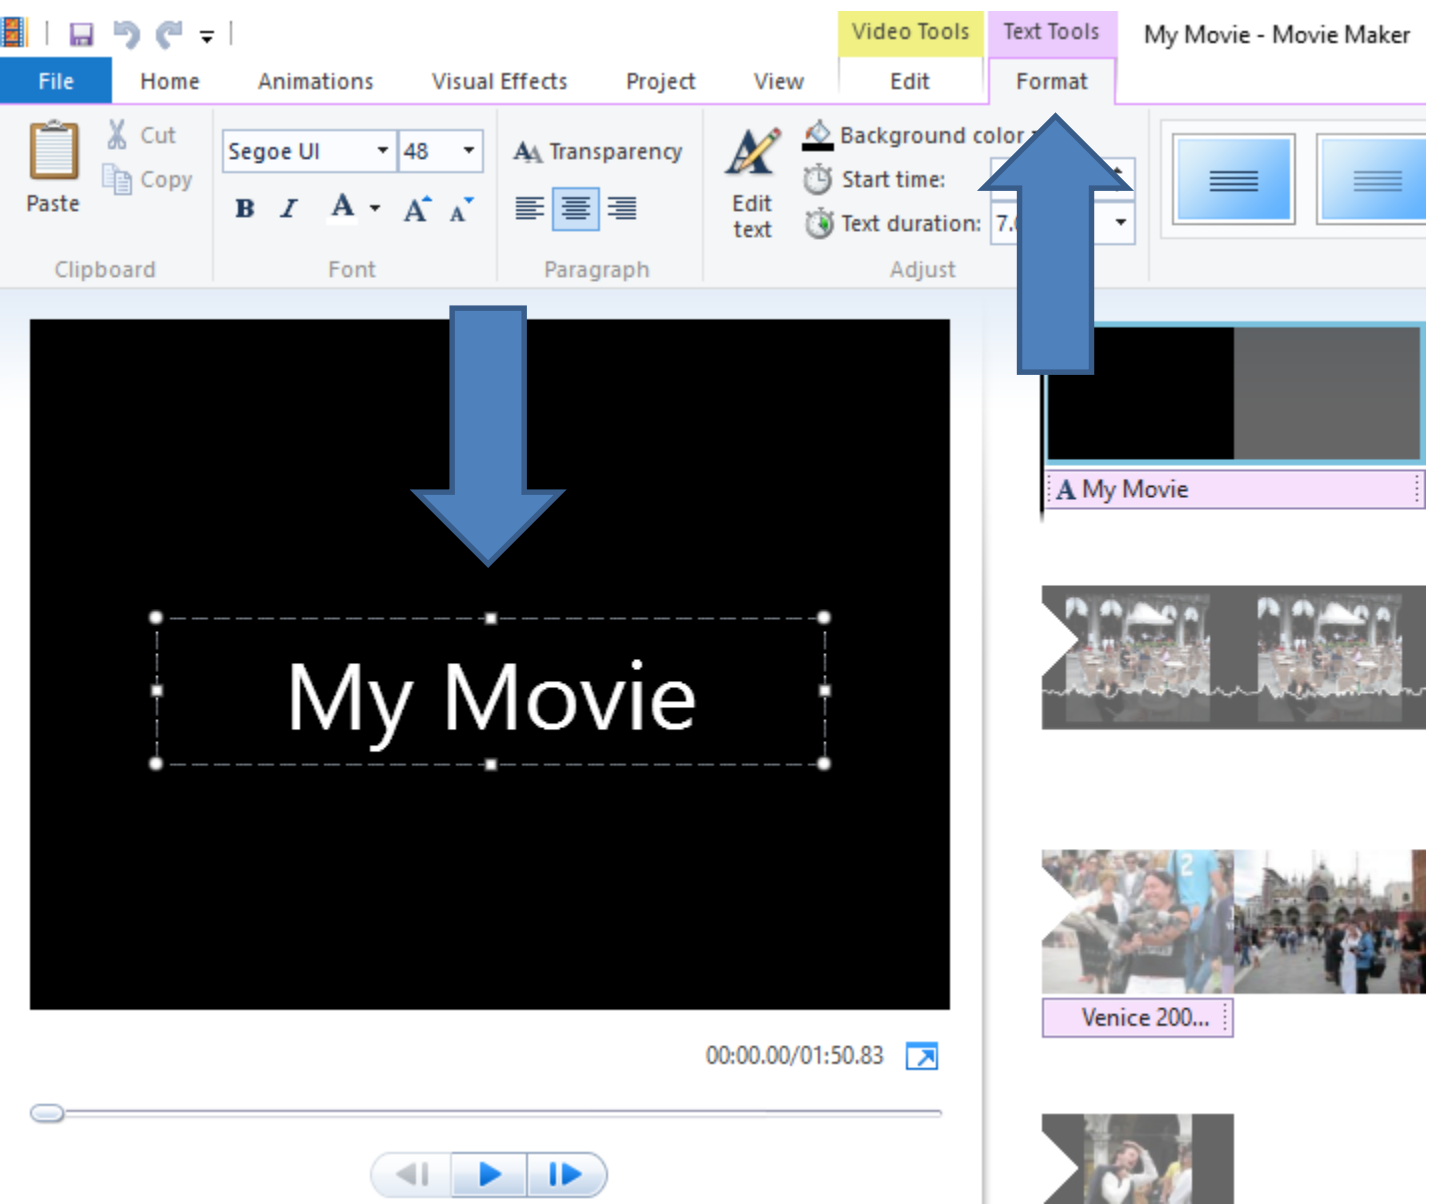 Video Tools Text Tools My Movie - Movie Maker
File Home Animations Visual Effects Project View Edit Format
Paste
Cut
Copy
Clipboard
Segoe UI 48
B I A A A
Font
Transparency
Paragraph
Edit
text
Background color
Start time:
Text duration: 7.
Adjust
My Movie
00:00.00/01:50.83
A My Movie
2
Venice 200...